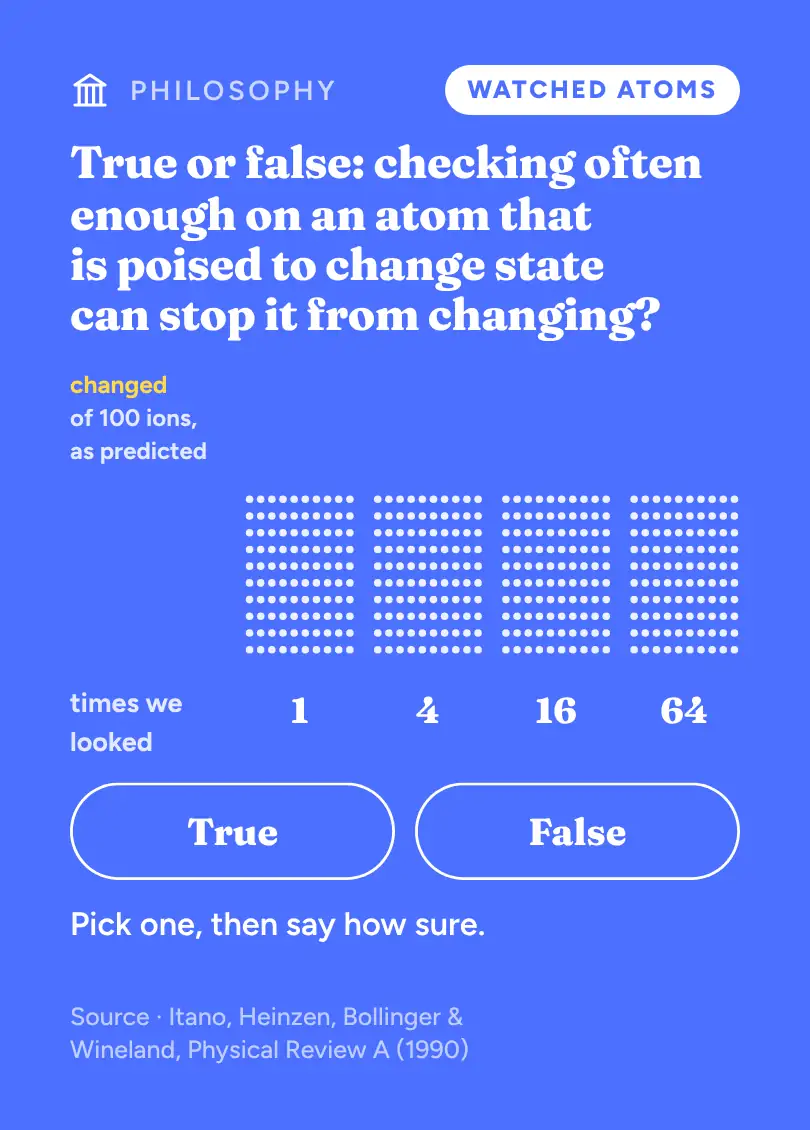 PHILOSOPHY
WATCHED ATOMS
True or false: checking often
enough on an atom that
is poised to change state
can stop it from changing?
changed
of 100 ions,
as predicted
times we
looked
1
4
16
64
True
False
Pick one, then say how sure.
Source · Itano, Heinzen, Bollinger &
Wineland, Physical Review A (1990)